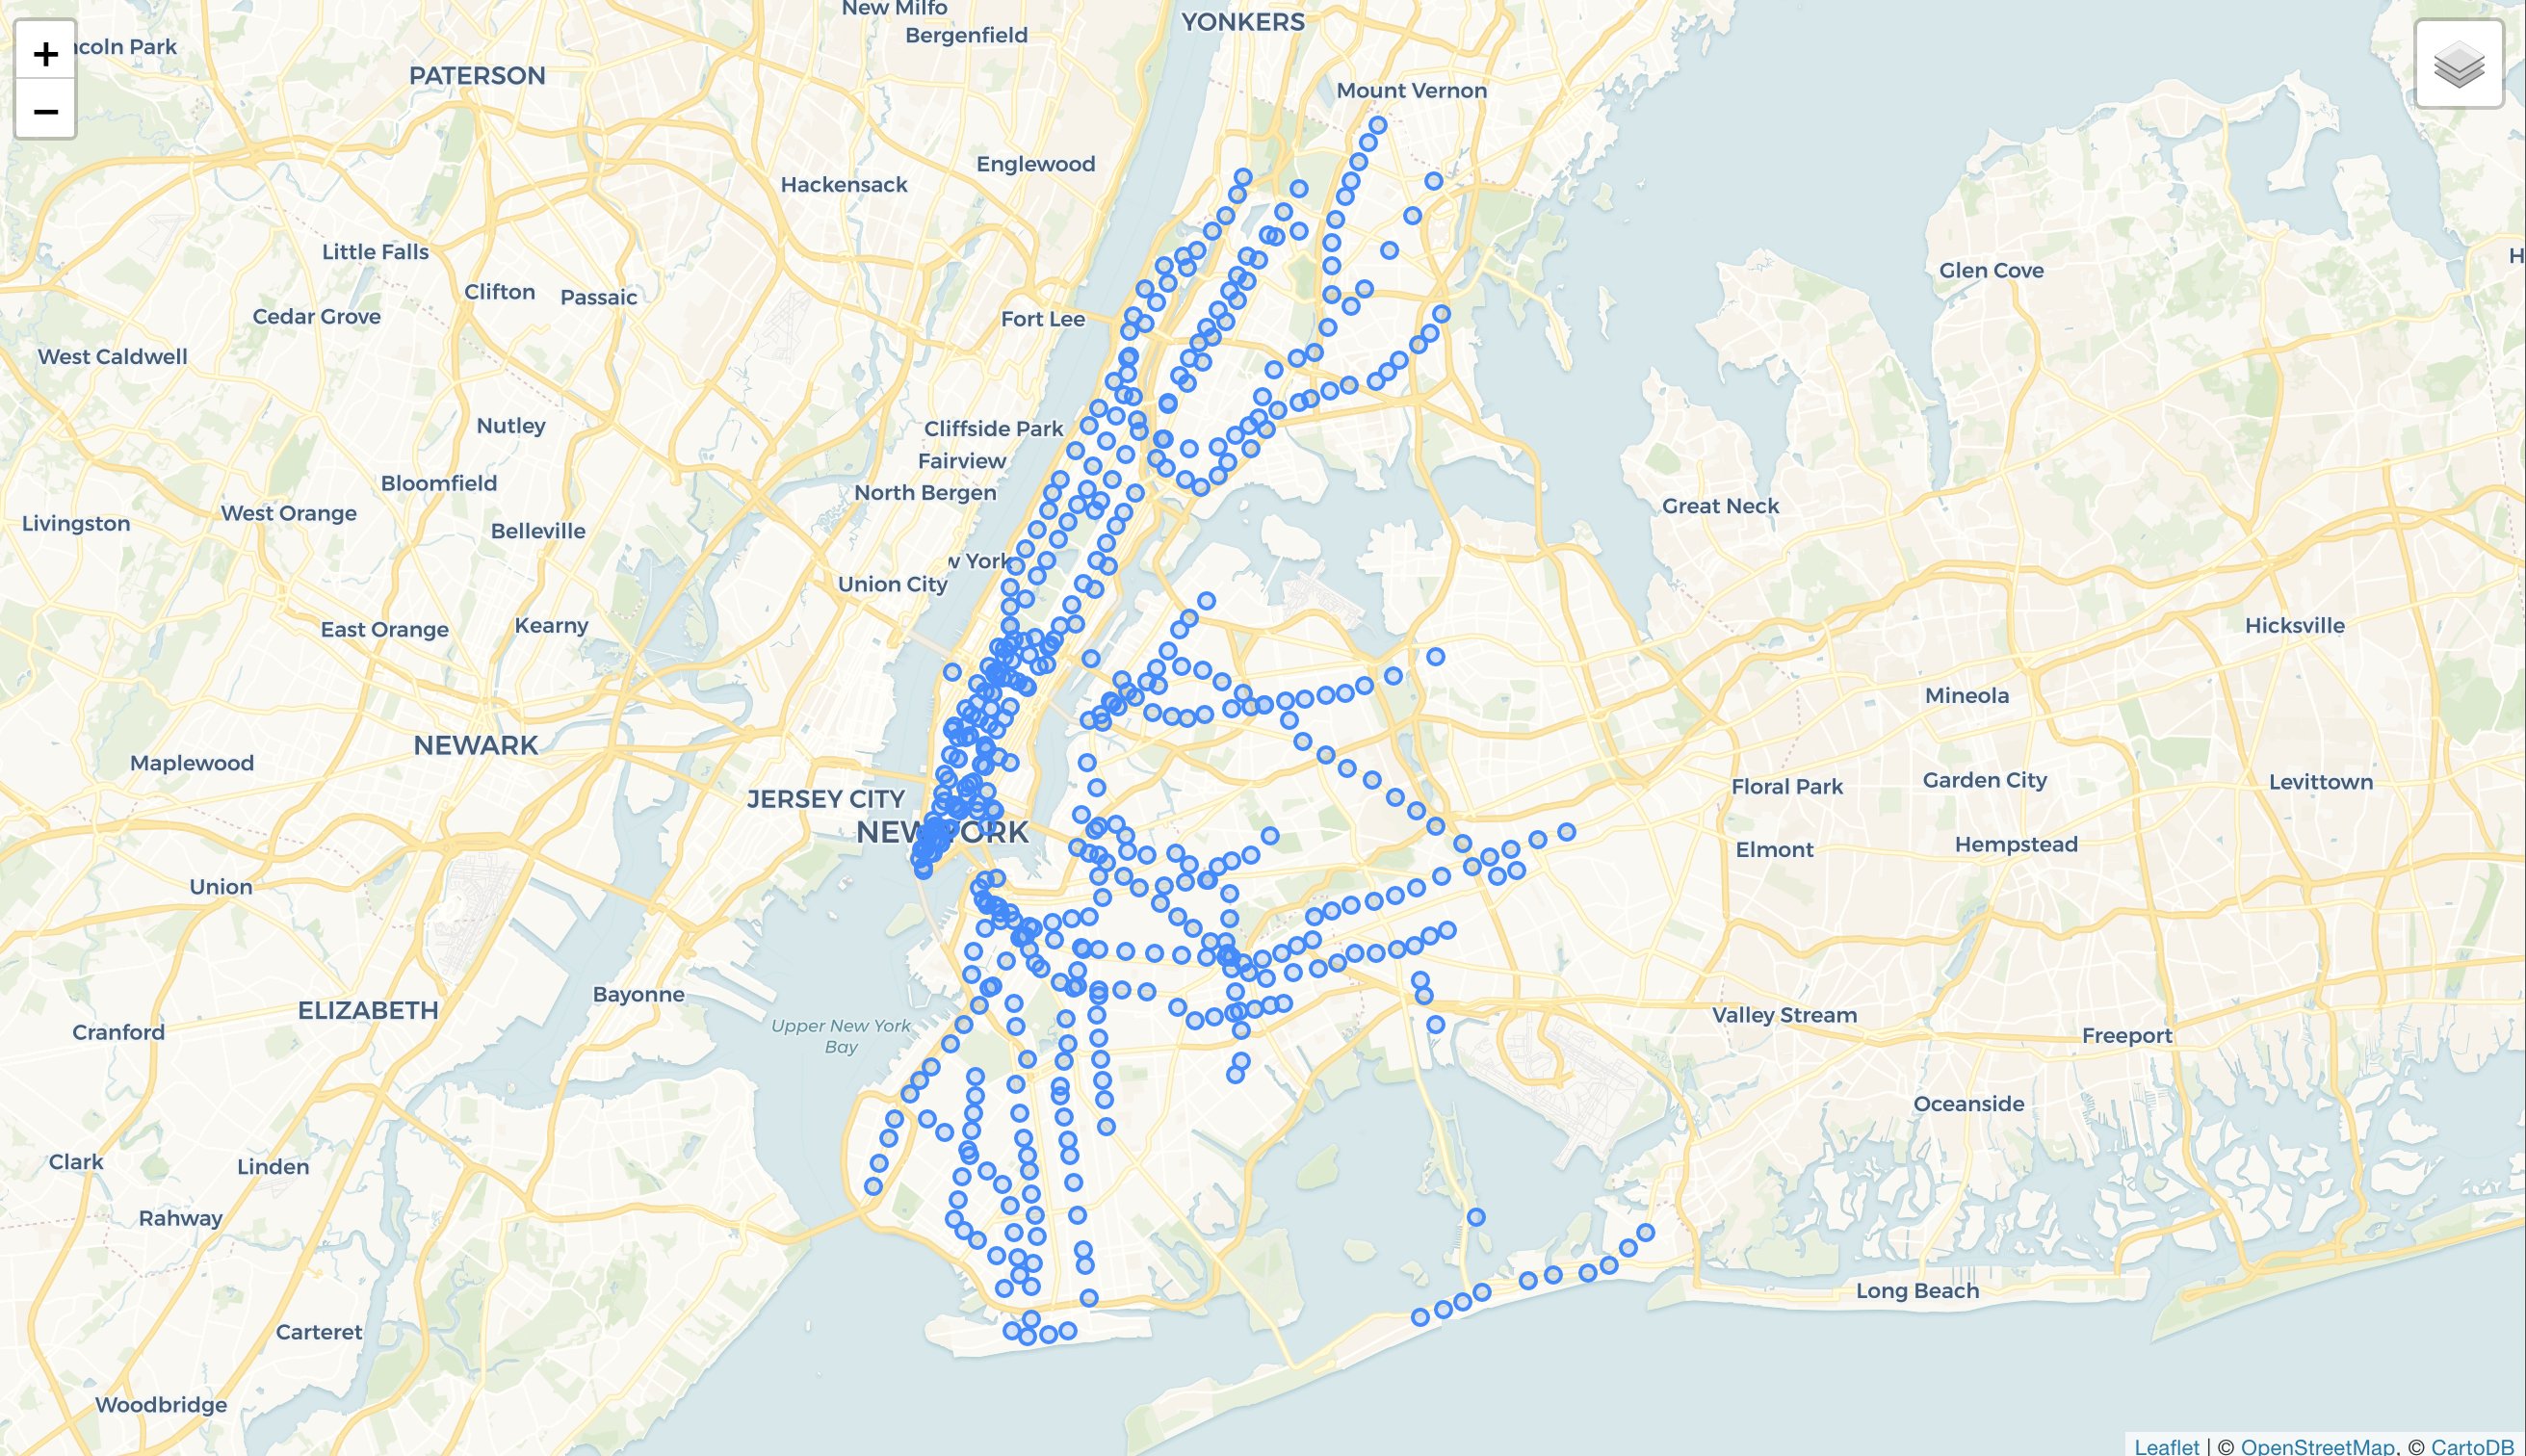 New Milfo
YONKERS
Bergenfield
+
ncoln Park
PATERSON
Mount Vernon
−
Englewood
Hackensack
Little Falls
H
Glen Cove
Clifton
Passaic
Cedar Grove
Fort Lee
West Caldwell
Nutley
Cliffside Park
Fairview
Bloomfield
North Bergen
Great Neck
West Orange
Livingston
Belleville
w York
Union City
East Orange
Kearny
Hicksville
Mineola
NEWARK
Maplewood
Garden City
Levittown
Floral Park
JERSEY CITY
NEW YORK
Hempstead
Elmont
Union
Bayonne
ELIZABETH
Valley Stream
Upper New York
Bay
Cranford
Freeport
Oceanside
Clark
Linden
Rahway
Long Beach
Carteret
Woodbridge
Leaflet | © OpenStreetMap, © CartoDB